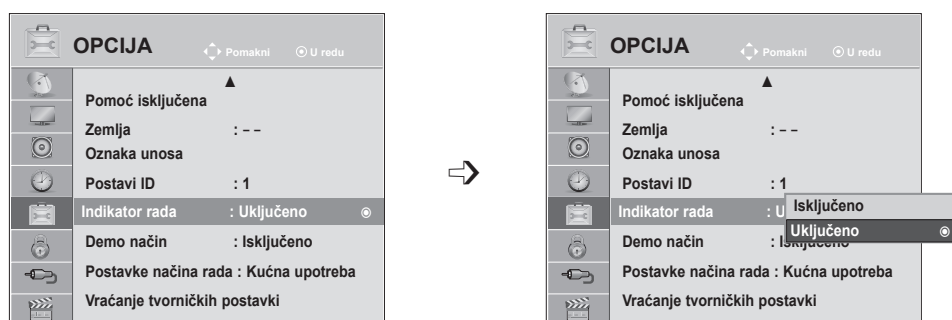 OPCIJA
Pomakni
U redu
Pomoć isključena
Zemlja : – –
Oznaka unosa
Postavi ID : 1
Indikator rada : Uključeno
Demo način : Isključeno
Postavke načina rada : Kućna upotreba
Vraćanje tvorničkih postavki
OPCIJA
Pomakni
U redu
Pomoć isključena
Zemlja : – –
Oznaka unosa
Postavi ID : 1
Indikator rada : U
Isključeno
Uključeno
Demo način : Isključeno
Postavke načina rada : Kućna upotreba
Vraćanje tvorničkih postavki